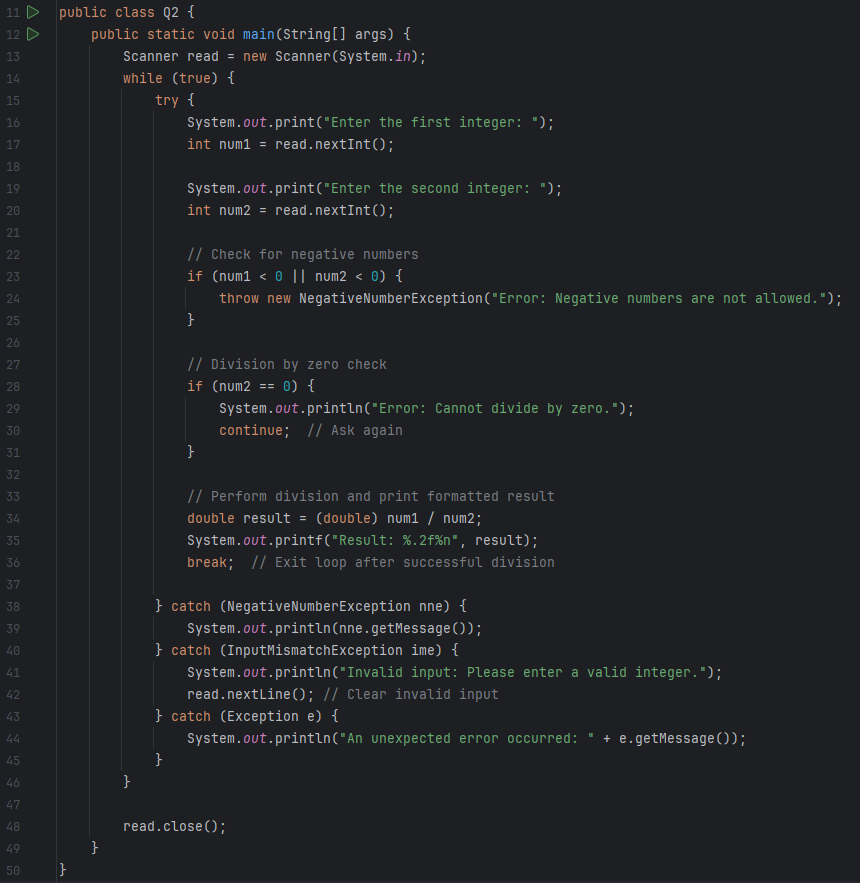 11 public class Q2 {
12     public static void main(String[] args) {
13         Scanner read = new Scanner(System.in);
14         while (true) {
15             try {
16                 System.out.print("Enter the first integer: ");
17                 int num1 = read.nextInt();
18
19                 System.out.print("Enter the second integer: ");
20                 int num2 = read.nextInt();
21
22                 // Check for negative numbers
23                 if (num1 < 0 || num2 < 0) {
24                     throw new NegativeNumberException("Error: Negative numbers are not allowed.");
25                 }
26
27                 // Division by zero check
28                 if (num2 == 0) {
29                     System.out.println("Error: Cannot divide by zero.");
30                     continue;  // Ask again
31                 }
32
33                 // Perform division and print formatted result
34                 double result = (double) num1 / num2;
35                 System.out.printf("Result: %.2f%n", result);
36                 break;  // Exit loop after successful division
37
38             } catch (NegativeNumberException nne) {
39                 System.out.println(nne.getMessage());
40             } catch (InputMismatchException ime) {
41                 System.out.println("Invalid input: Please enter a valid integer.");
42                 read.nextLine(); // Clear invalid input
43             } catch (Exception e) {
44                 System.out.println("An unexpected error occurred: " + e.getMessage());
45             }
46         }
47
48         read.close();
49     }
50 }